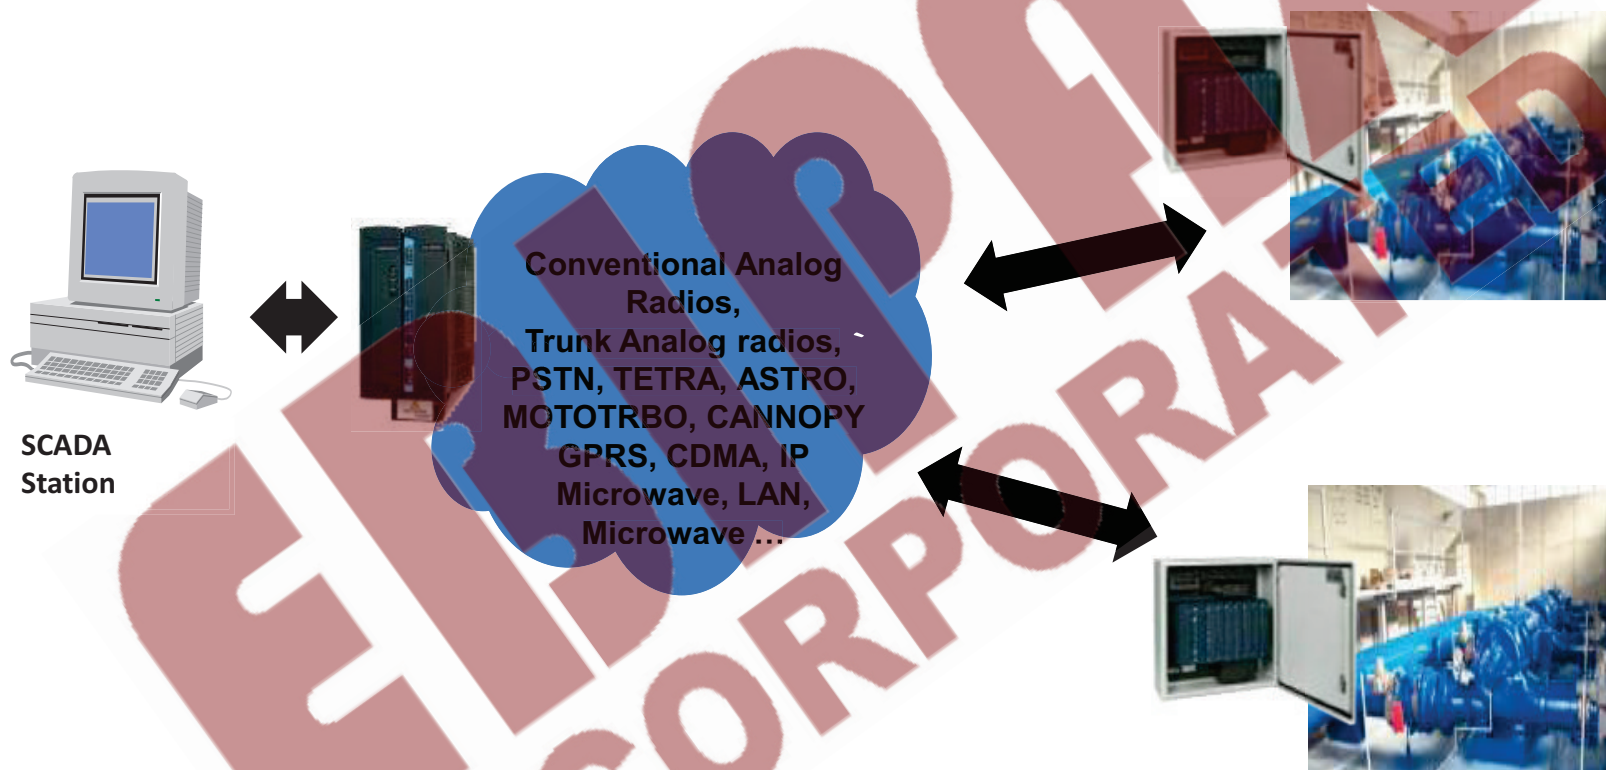 Conventional Analog
Radios,
Trunk Analog radios,
PSTN, TETRA, ASTRO,
MOTOTRBO, CANNOPY
GPRS, CDMA, IP
Microwave, LAN,
Microwave ...
SCADA
Station